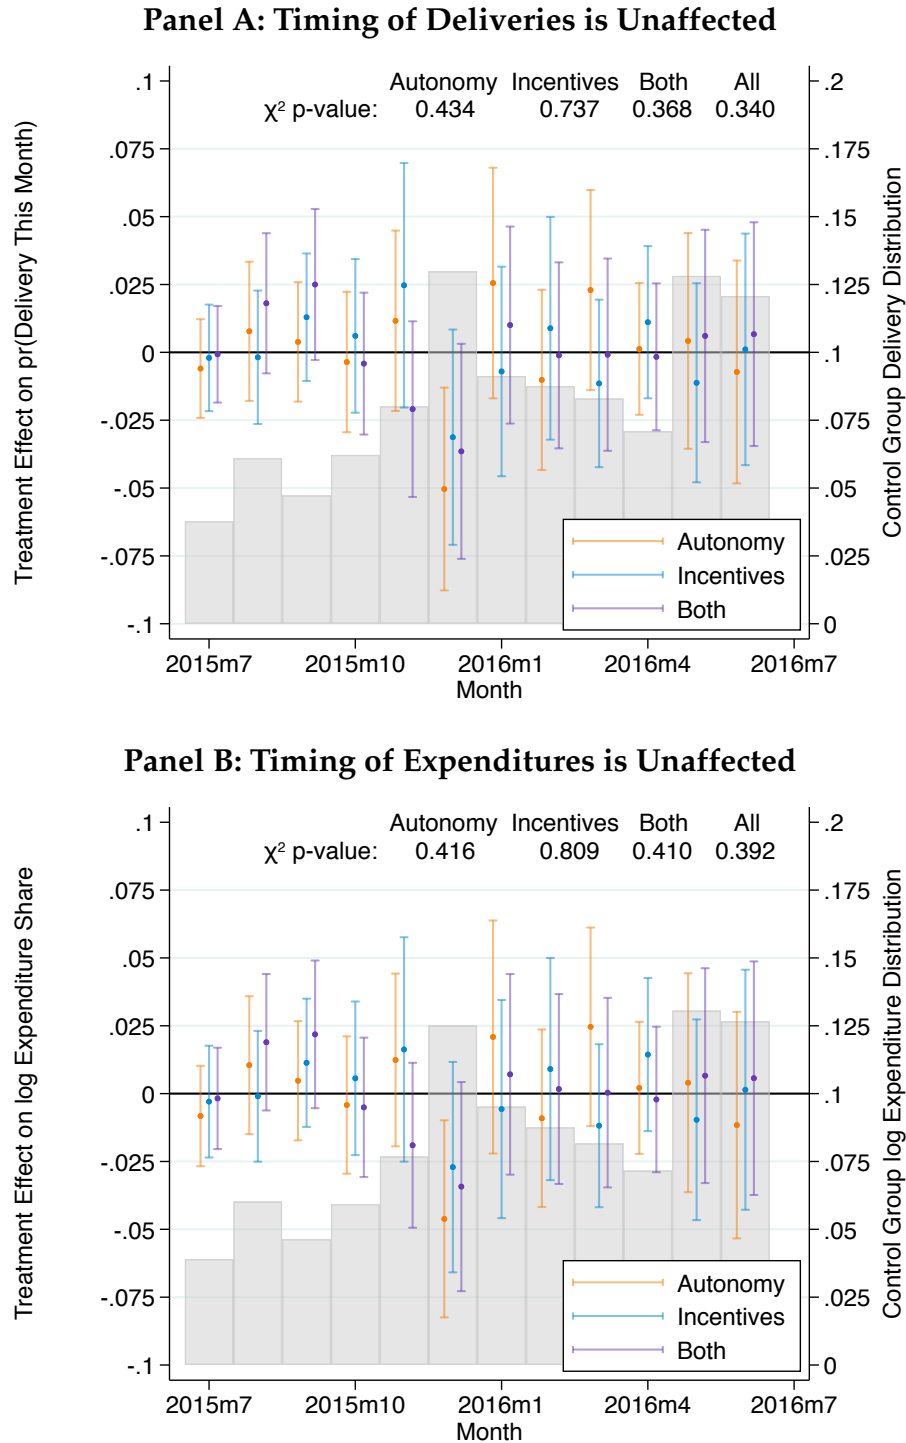 Panel A: Timing of Deliveries is Unaffected
Autonomy Incentives Both All
χ² p-value: 0.434 0.737 0.368 0.340
Treatment Effect on pr(Delivery This Month)
.1
.075
.05
.025
0
-.025
-.05
-.075
-.1
.2
.175
.15
.125
.1
.075
.05
.025
0
Control Group Delivery Distribution
Autonomy
Incentives
Both
2015m7 2015m10 2016m1 2016m4 2016m7
Month
Panel B: Timing of Expenditures is Unaffected
Autonomy Incentives Both All
χ² p-value: 0.416 0.809 0.410 0.392
Treatment Effect on log Expenditure Share
.1
.075
.05
.025
0
-.025
-.05
-.075
-.1
.2
.175
.15
.125
.1
.075
.05
.025
0
Control Group log Expenditure Distribution
Autonomy
Incentives
Both
2015m7 2015m10 2016m1 2016m4 2016m7
Month